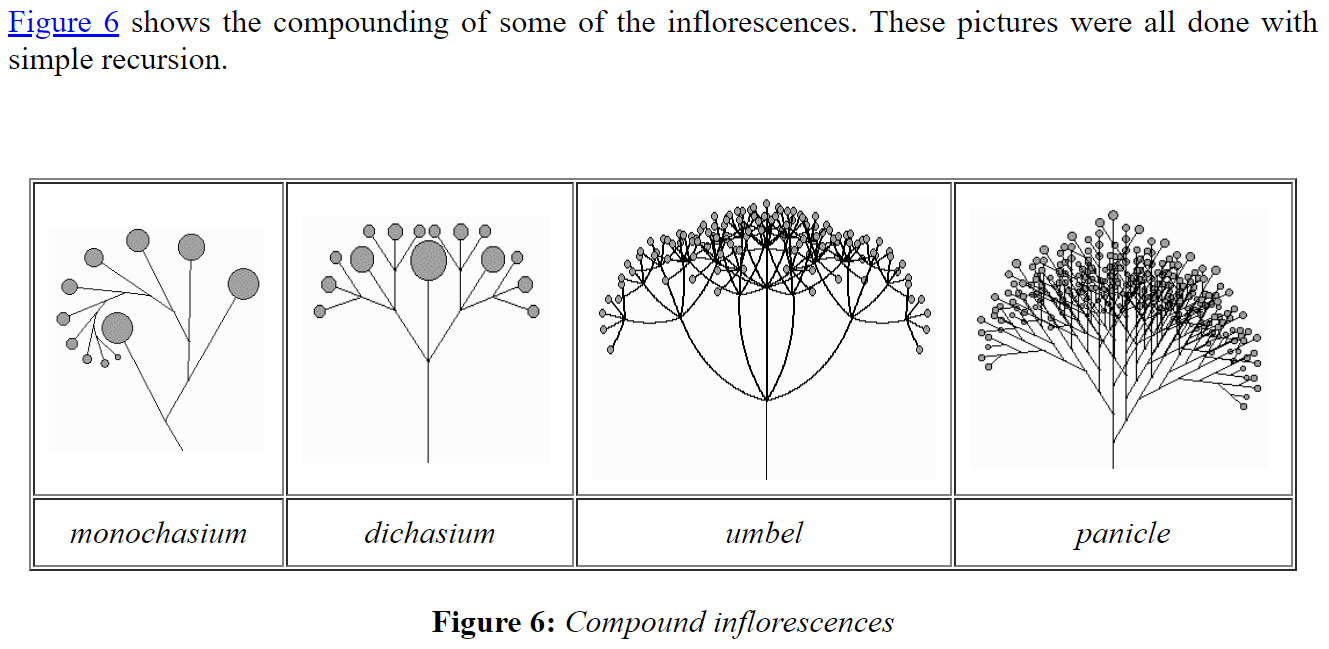 Figure 6 shows the compounding of some of the inflorescences. These pictures were all done with
simple recursion.
monochasium
dichasium
umbel
panicle
Figure 6: Compound inflorescences